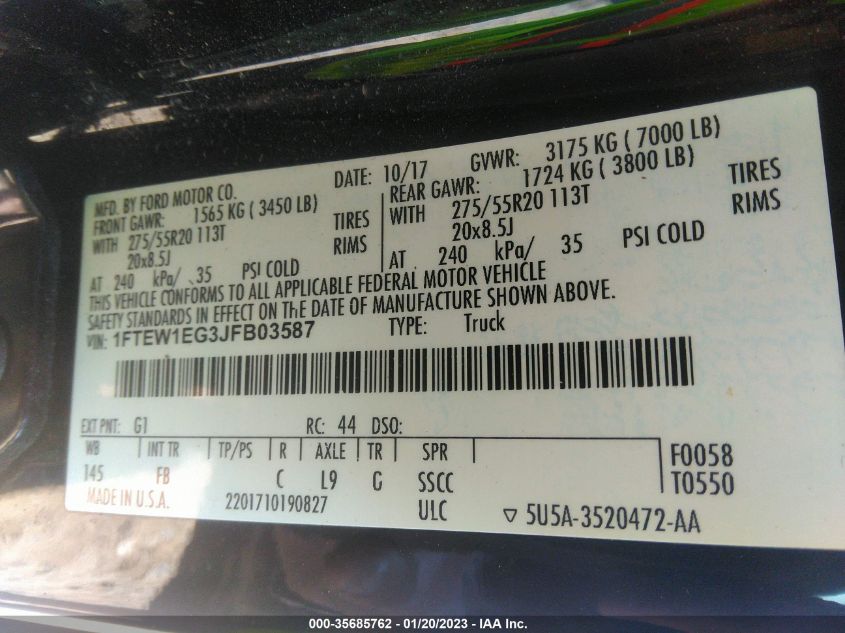 MFD. BY FORD MOTOR CO.
DATE: 10/17 GVWR: 3175 KG ( 7000 LB)
FRONT GAWR: 1565 KG ( 3450 LB)
REAR GAWR: 1724 KG ( 3800 LB)
WITH 275/55R20 113T TIRES
WITH 275/55R20 113T TIRES
20x8.5J RIMS
20x8.5J RIMS
AT 240 kPa/ 35 PSI COLD
AT 240 kPa/ 35 PSI COLD
THIS VEHICLE CONFORMS TO ALL APPLICABLE FEDERAL MOTOR VEHICLE
SAFETY STANDARDS IN EFFECT ON THE DATE OF MANUFACTURE SHOWN ABOVE.
VIN: 1FTEW1EG3JFB03587
TYPE: Truck
EXT PNT: G1 RC: 44 DSO:
WB INT TR TP/PS R AXLE TR SPR
145 FB C L9 G SSCC
F0058
T0550
MADE IN U.S.A. 2201710190827 ULC
▽ 5U5A-3520472-AA
000-35685762 / 01/20/2023 - IAA Inc.